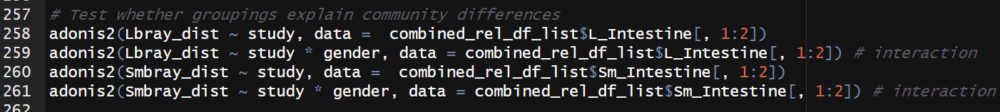 257 # Test whether groupings explain community differences
258 adonis2(Lbray_dist ~ study, data =  combined_rel_df_list$L_Intestine[, 1:2])
259 adonis2(Lbray_dist ~ study * gender, data = combined_rel_df_list$L_Intestine[, 1:2]) # interaction
260 adonis2(Smbray_dist ~ study, data =  combined_rel_df_list$Sm_Intestine[, 1:2])
261 adonis2(Smbray_dist ~ study * gender, data = combined_rel_df_list$Sm_Intestine[, 1:2]) # interaction
262